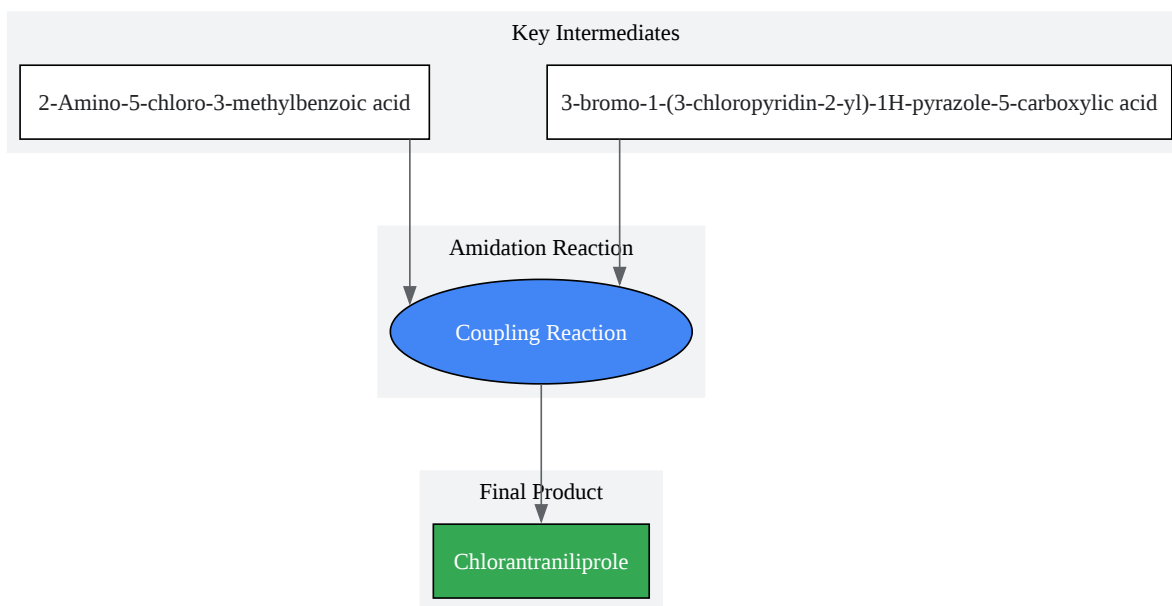 Key Intermediates
2-Amino-5-chloro-3-methylbenzoic acid
3-bromo-1-(3-chloropyridin-2-yl)-1H-pyrazole-5-carboxylic acid
Amidation Reaction
Coupling Reaction
Final Product
Chlorantraniliprole